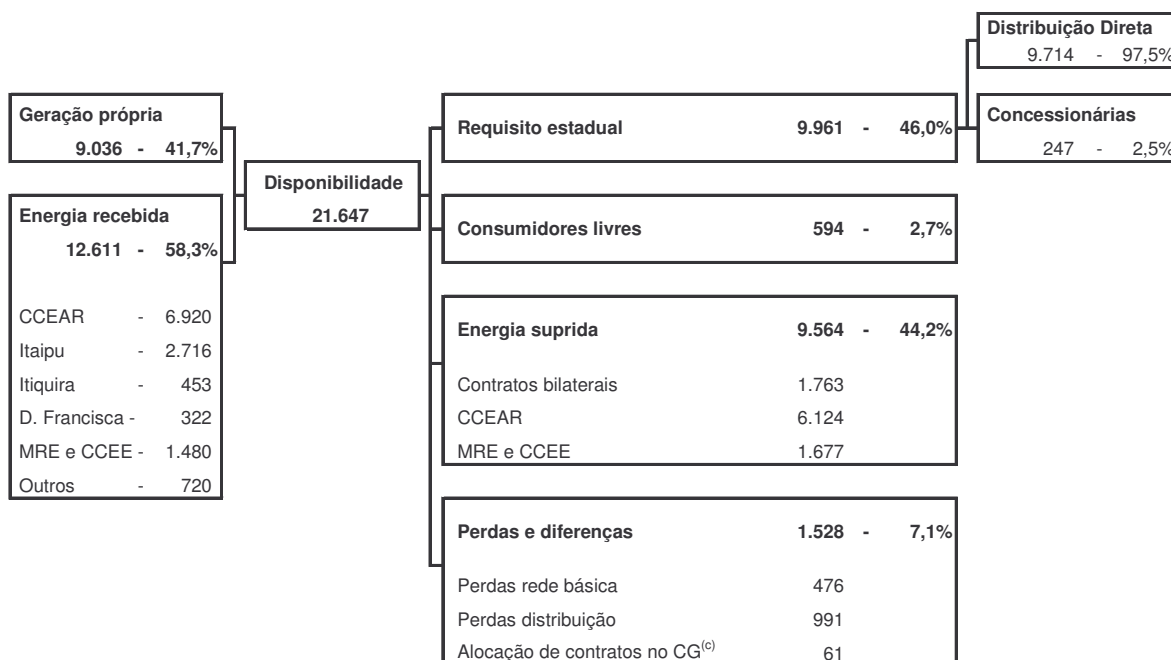 Distribuição Direta
9.714 - 97,5%
Geração própria
9.036 - 41,7%
Requisito estadual 9.961 - 46,0%
Concessionárias
247 - 2,5%
Disponibilidade
21.647
Energia recebida
12.611 - 58,3%
CCEAR - 6.920
Itaipu - 2.716
Itiquira - 453
D. Francisca - 322
MRE e CCEE - 1.480
Outros - 720
Consumidores livres 594 - 2,7%
Energia suprida 9.564 - 44,2%
Contratos bilaterais 1.763
CCEAR 6.124
MRE e CCEE 1.677
Perdas e diferenças 1.528 - 7,1%
Perdas rede básica 476
Perdas distribuição 991
Alocação de contratos no CG(c) 61